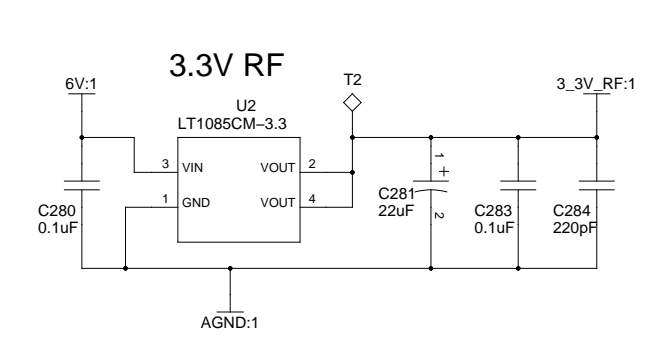 3.3V RF
6V:1
T2
3_3V_RF:1
U2
LT1085CM-3.3
3 VIN VOUT 2
1 GND VOUT 4
1 +
C280
0.1uF
C281
22uF
2
C283
0.1uF
C284
220pF
AGND:1